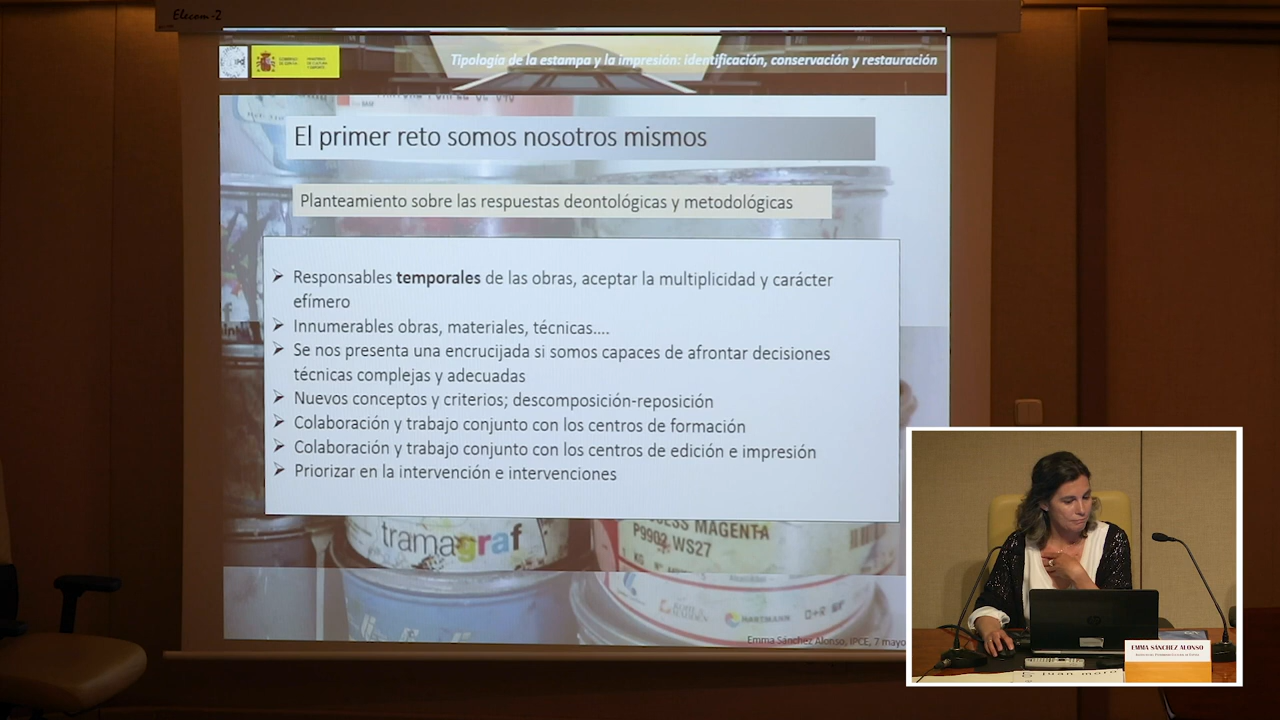 Elecom-2
Tipología de la estampa y la impresión: identificación, conservación y restauración
El primer reto somos nosotros mismos
Planteamiento sobre las respuestas deontológicas y metodológicas
➢ Responsables temporales de las obras, aceptar la multiplicidad y carácter
efímero
➢ Innumerables obras, materiales, técnicas....
➢ Se nos presenta una encrucijada si somos capaces de afrontar decisiones
técnicas complejas y adecuadas
➢ Nuevos conceptos y criterios; descomposición-reposición
➢ Colaboración y trabajo conjunto con los centros de formación
➢ Colaboración y trabajo conjunto con los centros de edición e impresión
➢ Priorizar en la intervención e intervenciones
tramagraf
MAGENTA
P9902 WS27
KG
HARTMANN
Emma Sánchez Alonso, IPCE, 7 mayo
EMMA SÁNCHEZ ALONSO